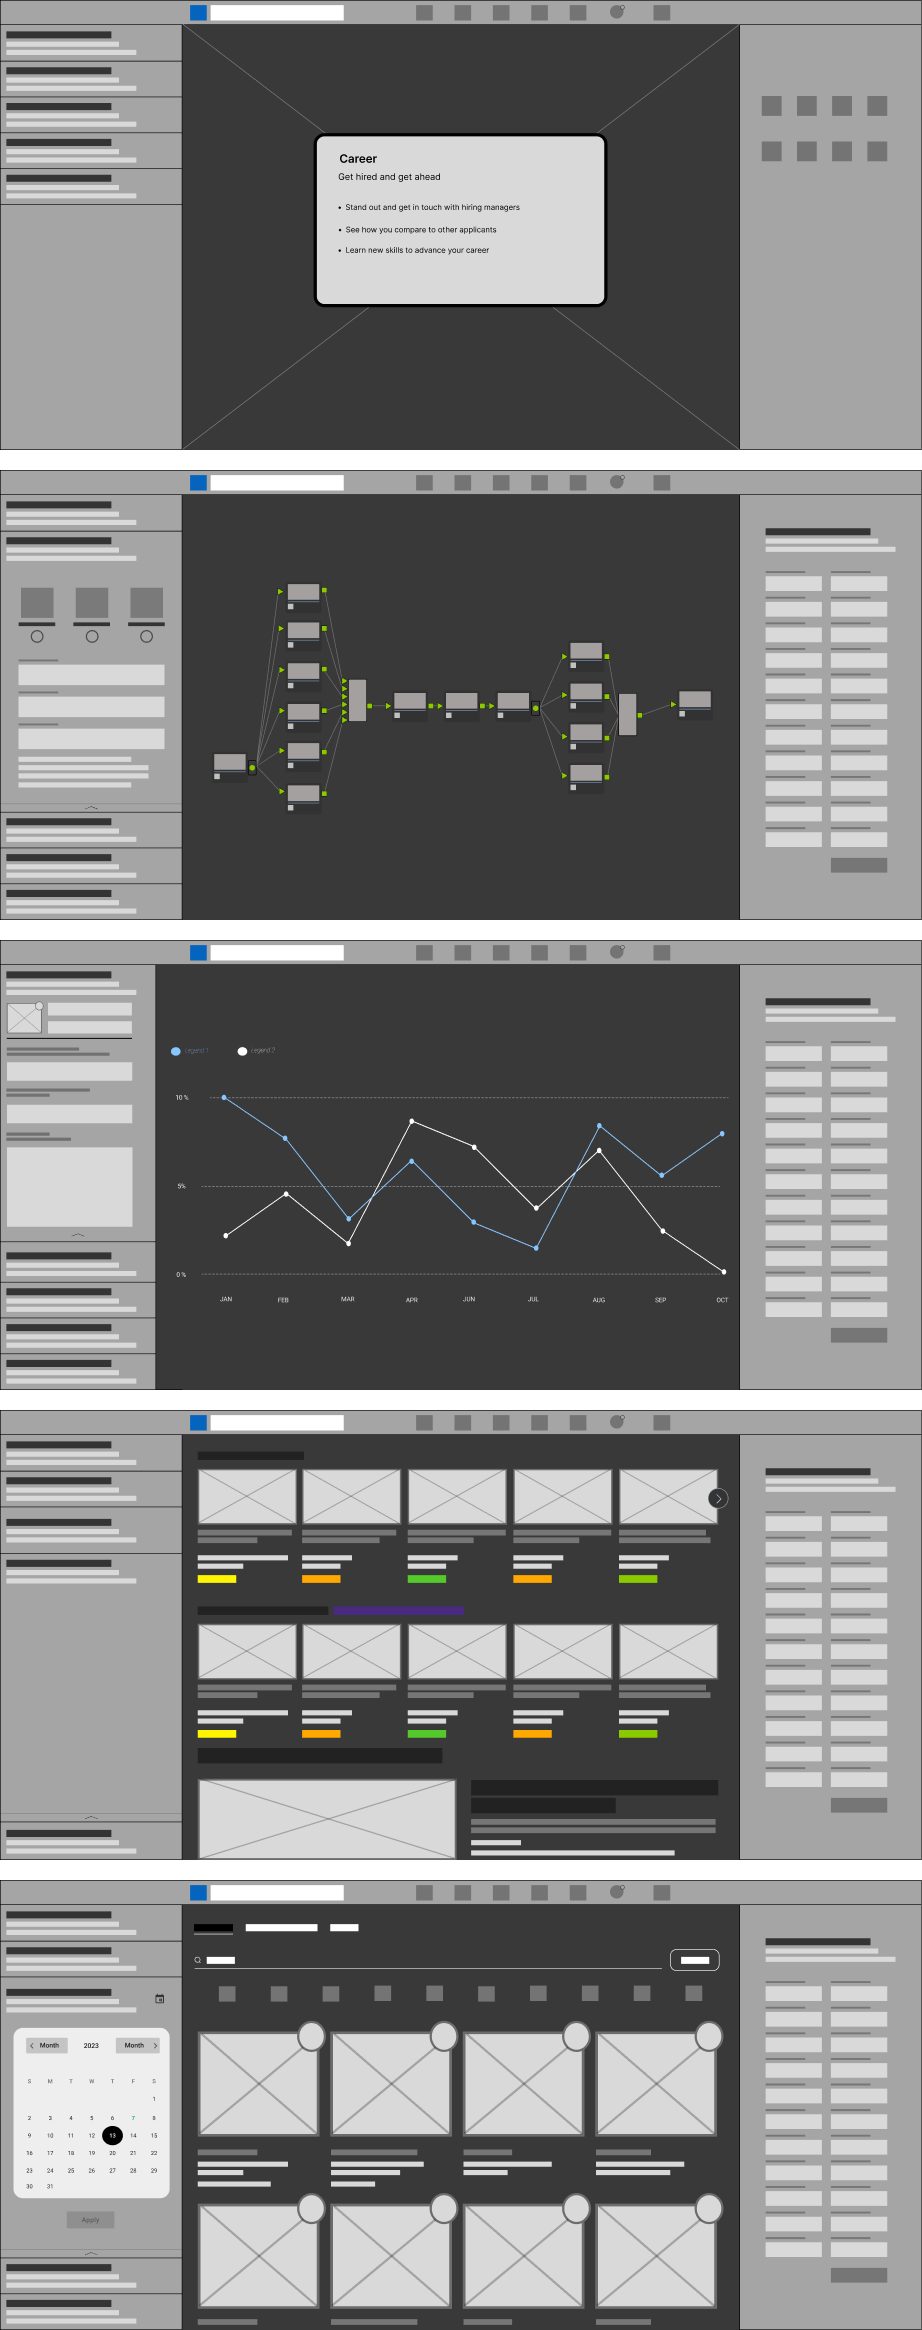 Career
Get hired and get ahead
• Stand out and get in touch with hiring managers
• See how you compare to other applicants
• Learn new skills to advance your career
Legend 1 Legend 2
10 %
5%
0 %
JAN FEB MAR APR JUN JUL AUG SEP OCT
Month 2023 Month
S M T W T F S
1
2 3 4 5 6 7 8
9 10 11 12 13 14 15
16 17 18 19 20 21 22
23 24 25 26 27 28 29
30 31
Apply